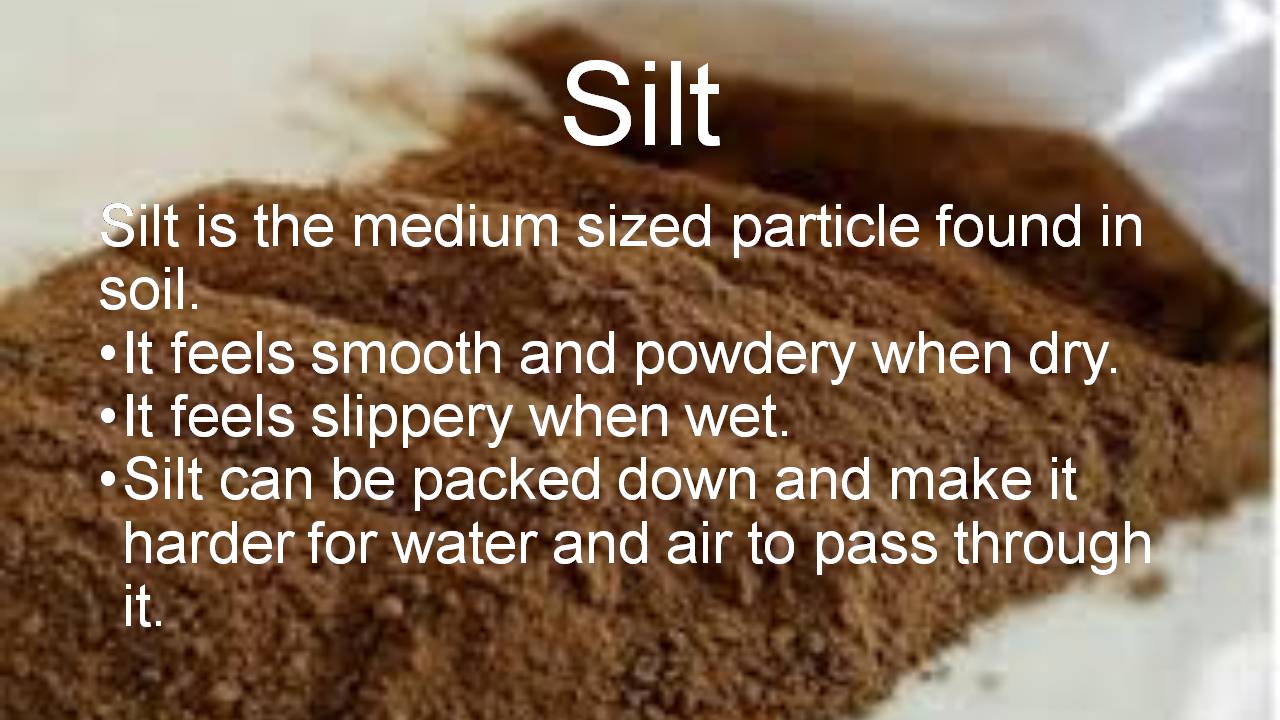 Silt
Silt is the medium sized particle found in
soil.
•It feels smooth and powdery when dry.
•It feels slippery when wet.
•Silt can be packed down and make it
harder for water and air to pass through
it.